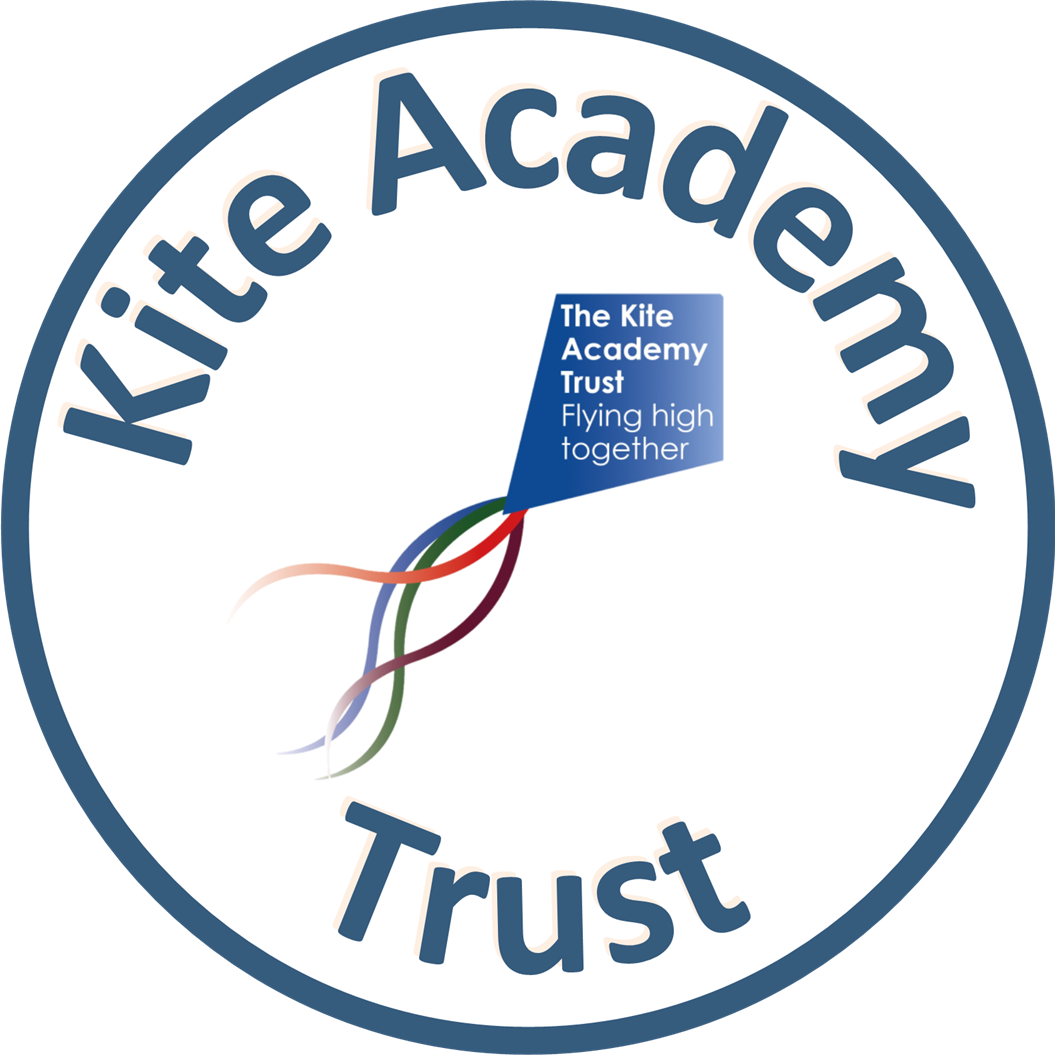 Kite Academy
The Kite
Academy
Trust
Flying high
together
Trust